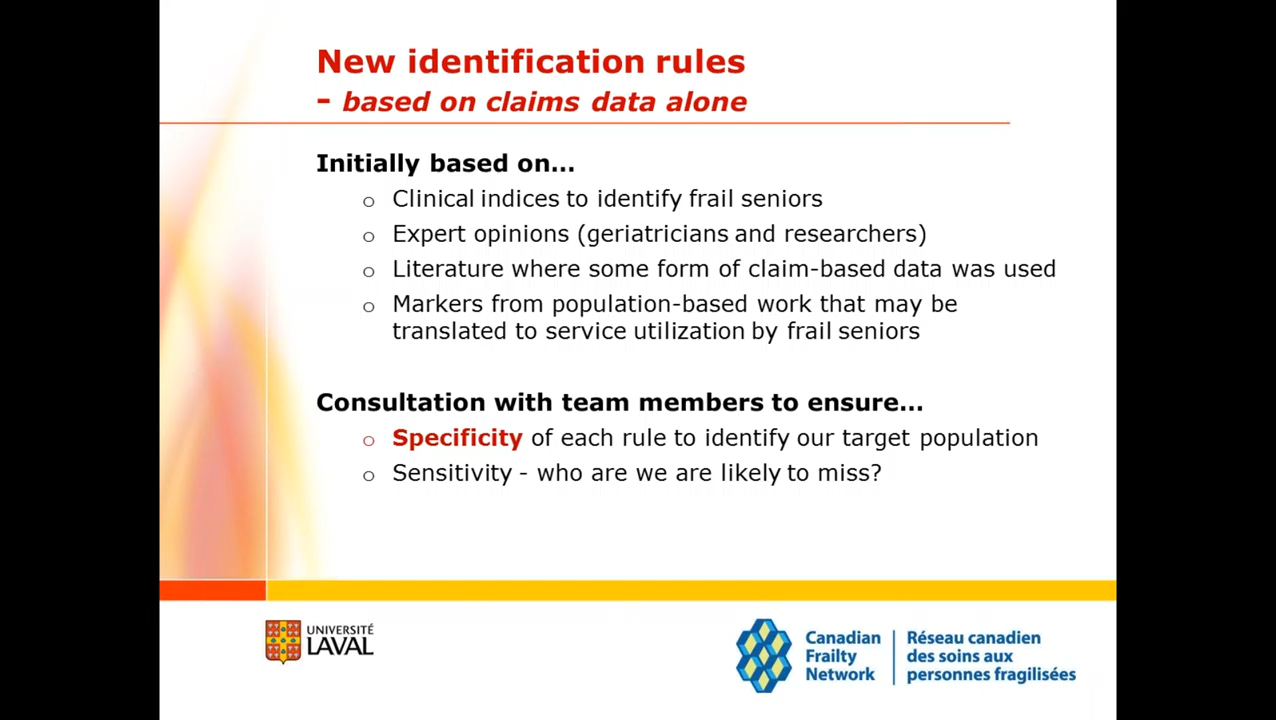 New identification rules
- based on claims data alone
Initially based on...
o Clinical indices to identify frail seniors
o Expert opinions (geriatricians and researchers)
o Literature where some form of claim-based data was used
o Markers from population-based work that may be
translated to service utilization by frail seniors
Consultation with team members to ensure...
o Specificity of each rule to identify our target population
o Sensitivity - who are we are likely to miss?
UNIVERSITÉ
LAVAL
Canadian
Frailty
Network
Réseau canadien
des soins aux
personnes fragilisées